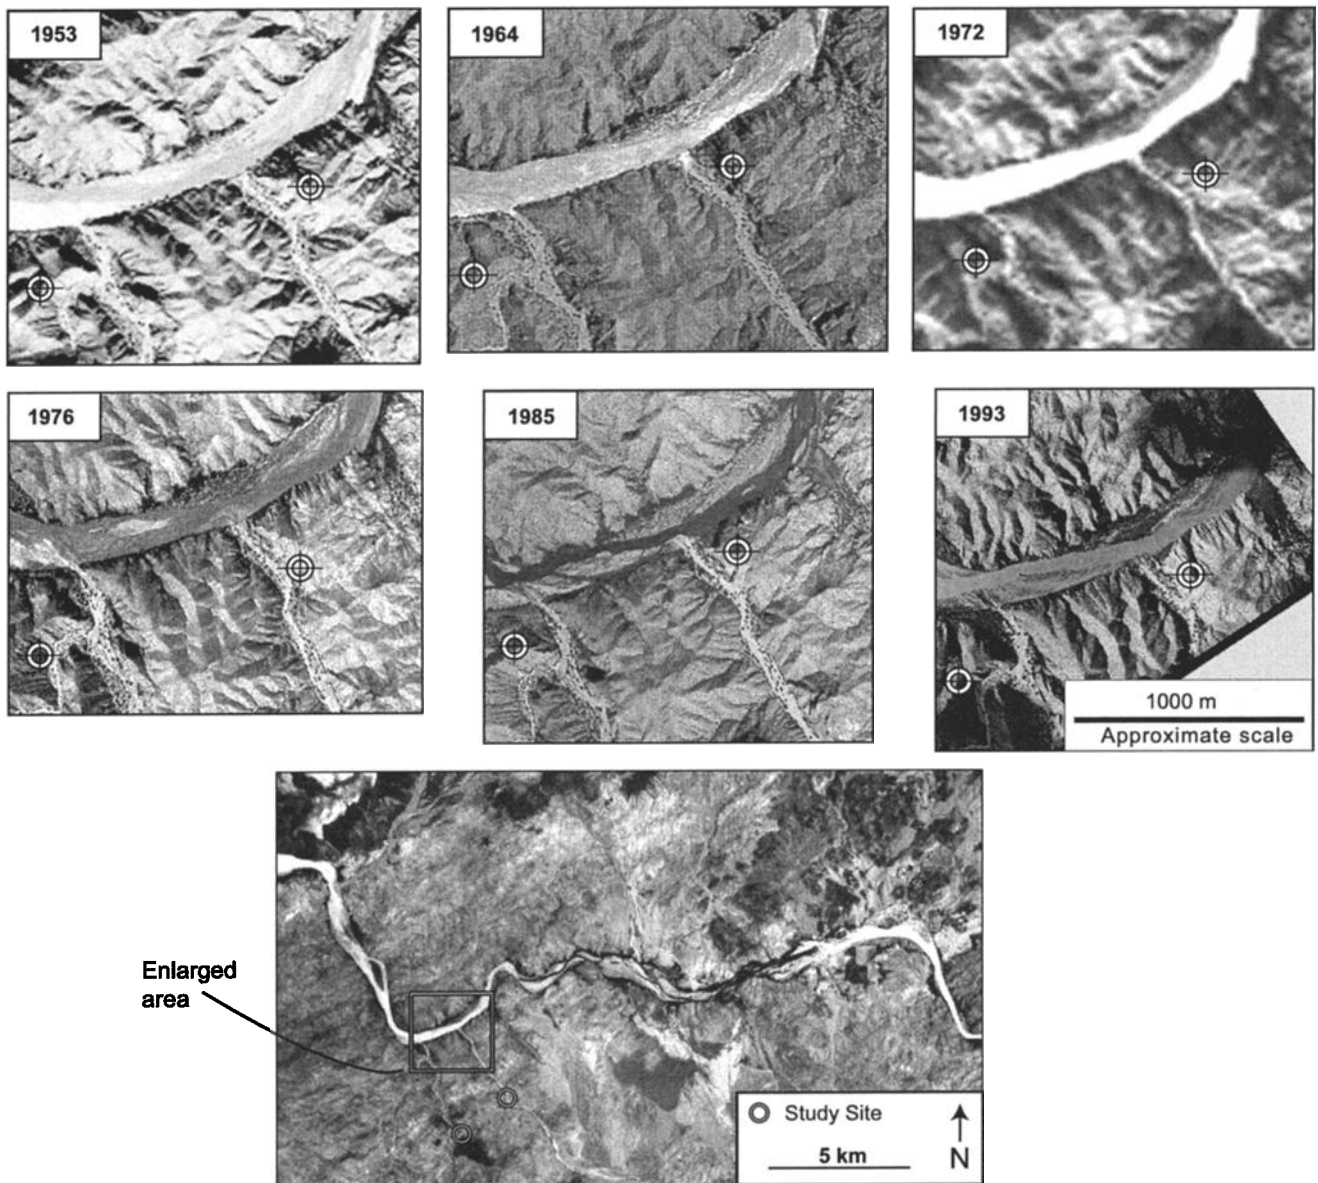 1953
1964
1972
1976
1985
1993
1000 m
Approximate scale
Enlarged
area
Study Site
5 km
N